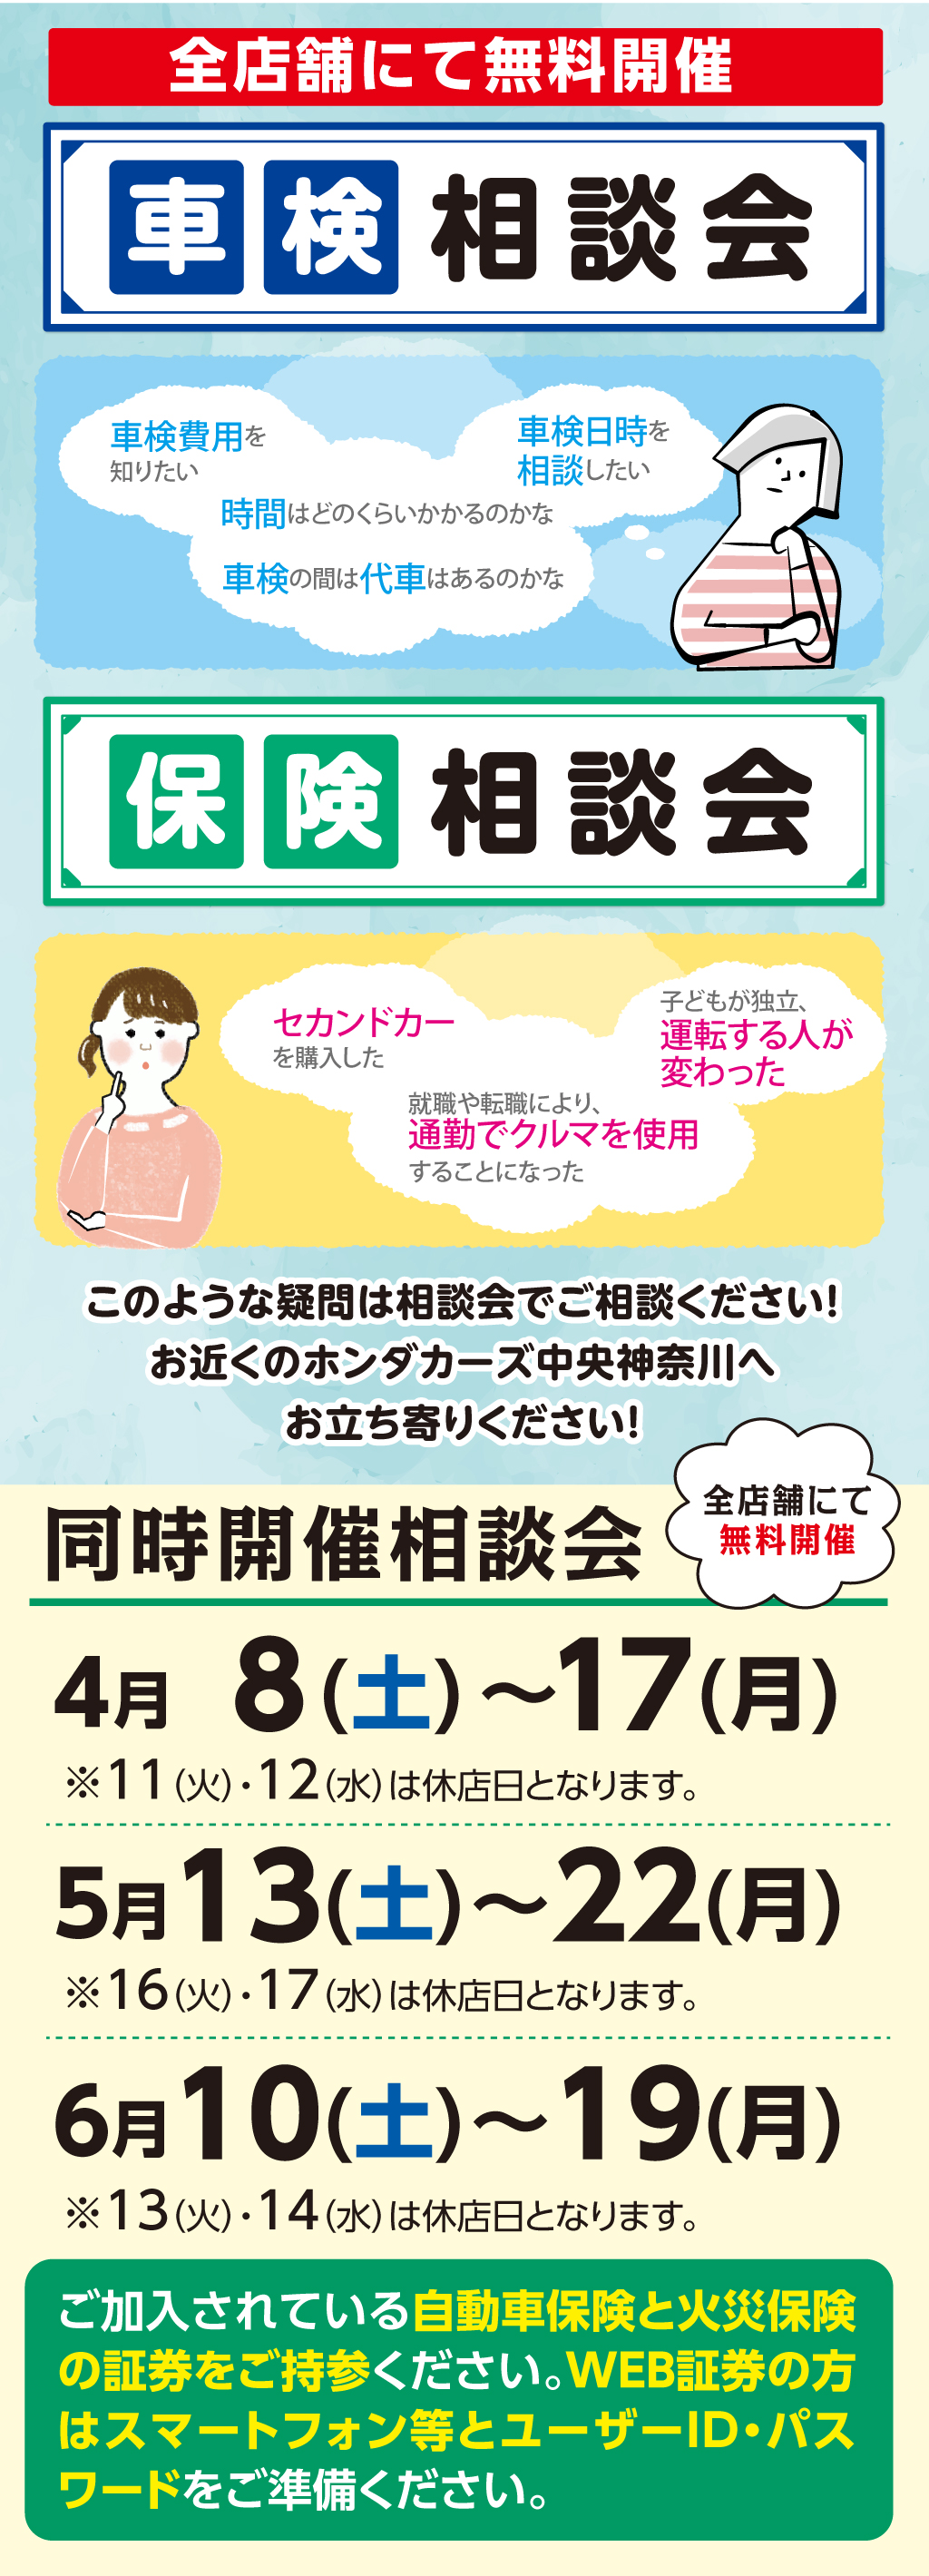 全店舗にて無料開催
車検相談会
車検費用を
知りたい
車検日時を
相談したい
時間はどのくらいかかるのかな
車検の間は代車はあるのかな
保険相談会
セカンドカー
を購入した
子どもが独立、
運転する人が
変わった
就職や転職により、
通勤でクルマを使用
することになった
このような疑問は相談会でご相談ください!
お近くのホンダカーズ中央神奈川へ
お立ち寄りください!
同時開催相談会
全店舗にて
無料開催
4月 8(土)〜17(月)
※11(火)・12(水)は休店日となります。
5月13(土)〜22(月)
※16(火)・17(水)は休店日となります。
6月10(土)〜19(月)
※13(火)・14(水)は休店日となります。
ご加入されている自動車保険と火災保険
の証券をご持参ください。WEB証券の方
はスマートフォン等とユーザーID・パス
ワードをご準備ください。